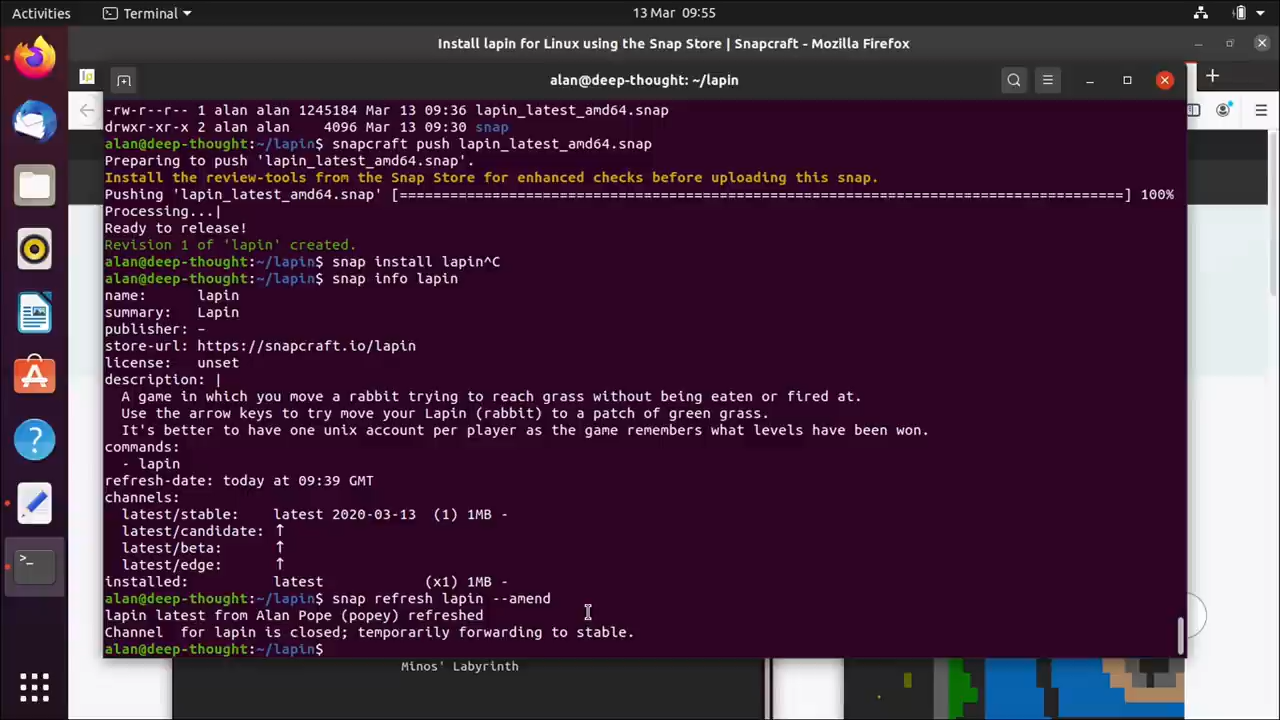 Activities
Terminal
13 Mar 09:55
Install lapin for Linux using the Snap Store | Snapcraft - Mozilla Firefox
alan@deep-thought: ~/lapin
-rw-r--r-- 1 alan alan 1245184 Mar 13 09:36 lapin_latest_amd64.snap
drwxr-xr-x 2 alan alan    4096 Mar 13 09:30 snap
alan@deep-thought:~/lapin$ snapcraft push lapin_latest_amd64.snap
Preparing to push 'lapin_latest_amd64.snap'.
Install the review-tools from the Snap Store for enhanced checks before uploading this snap.
Pushing 'lapin_latest_amd64.snap' [=======================================================================================] 100%
Processing...|
Ready to release!
Revision 1 of 'lapin' created.
alan@deep-thought:~/lapin$ snap install lapin^C
alan@deep-thought:~/lapin$ snap info lapin
name:      lapin
summary:   Lapin
publisher: –
store-url: https://snapcraft.io/lapin
license:   unset
description: |
  A game in which you move a rabbit trying to reach grass without being eaten or fired at.
  Use the arrow keys to try move your Lapin (rabbit) to a patch of green grass.
  It's better to have one unix account per player as the game remembers what levels have been won.
commands:
  - lapin
refresh-date: today at 09:39 GMT
channels:
  latest/stable:    latest 2020-03-13  (1) 1MB -
  latest/candidate: ↑
  latest/beta:      ↑
  latest/edge:      ↑
installed:          latest            (x1) 1MB -
alan@deep-thought:~/lapin$ snap refresh lapin --amend
lapin latest from Alan Pope (popey) refreshed
Channel  for lapin is closed; temporarily forwarding to stable.
alan@deep-thought:~/lapin$
Minos' Labyrinth